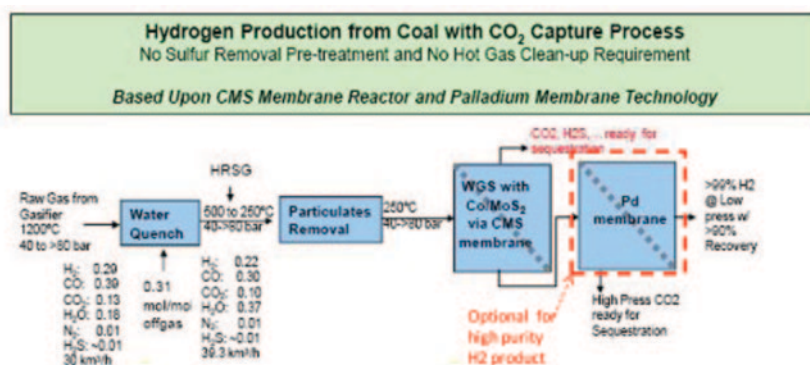 Hydrogen Production from Coal with CO2 Capture Process
No Sulfur Removal Pre-treatment and No Hot Gas Clean-up Requirement
Based Upon CMS Membrane Reactor and Palladium Membrane Technology
Raw Gas from
Gasifier
1200ºC
40 to >80 bar
H2: 0.29
CO: 0.39
CO2: 0.13
H2O: 0.18
N2: 0.01
H2S: ~0.01
30 km³/h
Water
Quench
0.31
mol/mol
offgas
HRSG
500 to 250ºC
40->80 bar
H2: 0.22
CO: 0.30
CO2: 0.10
H2O: 0.37
N2: 0.01
H2S: ~0.01
39.3 km³/h
Particulates
Removal
250ºC
40->80 bar
CO2, H2S, ... ready for
sequestration
WGS with
Co/MoS2
via CMS
membrane
Pd
membrane
>99% H2
@ Low
press w/
>90%
Recovery
High Press CO2
ready for
Sequestration
Optional for
high purity
H2 product